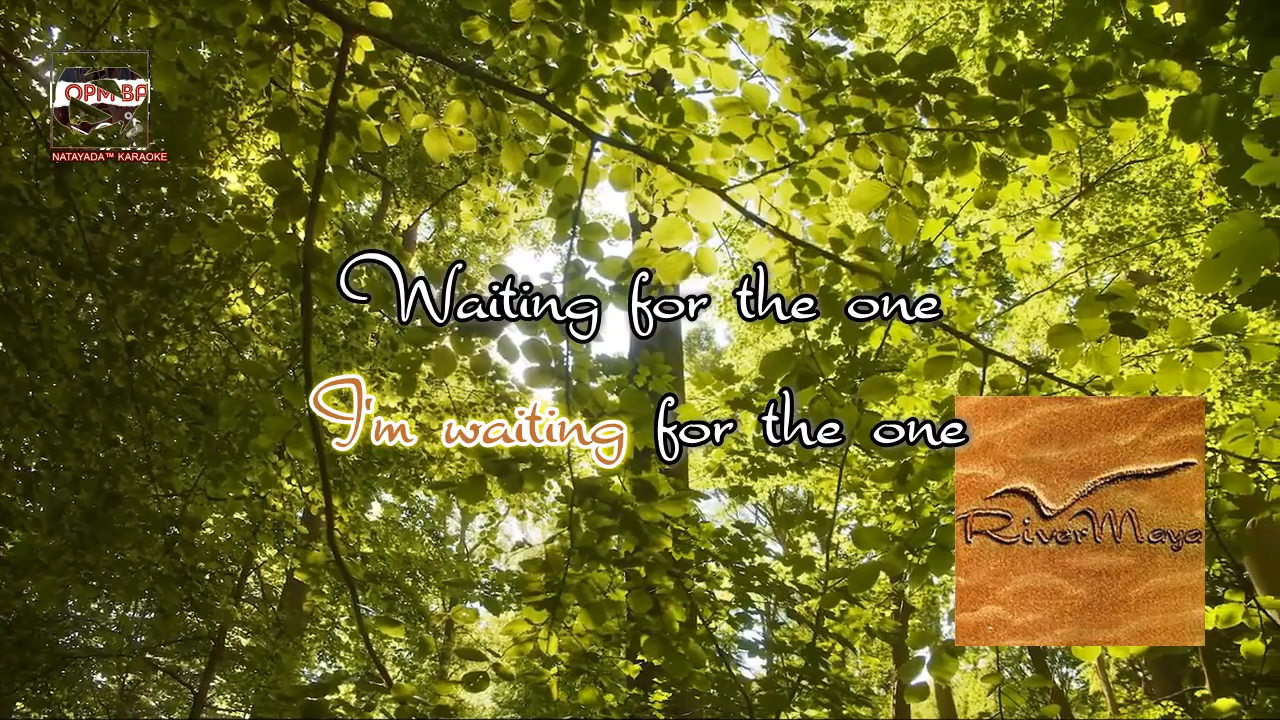 OPM BA
NATAYADA™ KARAOKE
Waiting for the one
I'm waiting for the one
RiverMaya